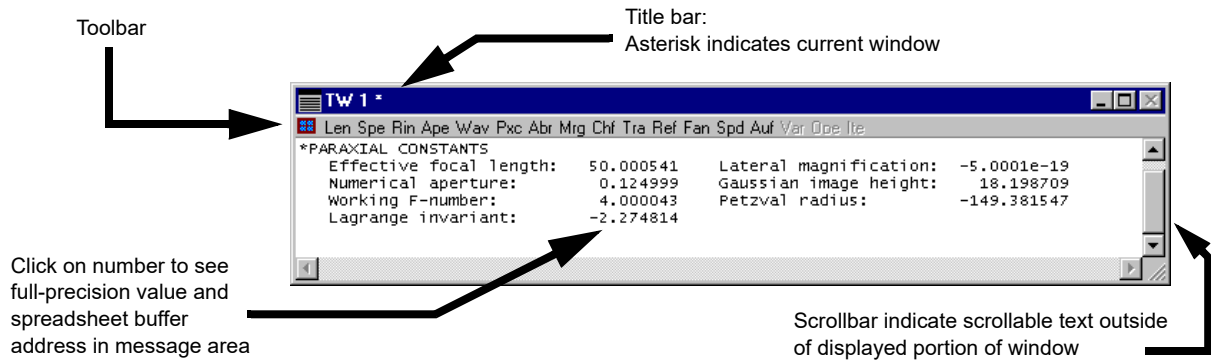 Toolbar
Title bar:
Asterisk indicates current window
TW 1 *
Len Spe Rin Ape Wav Pxc Abr Mrg Chf Tra Ref Fan Spd Auf Var Ope Ite
*PARAXIAL CONSTANTS
Effective focal length: 50.000541 Lateral magnification: -5.0001e-19
Numerical aperture: 0.124999 Gaussian image height: 18.198709
Working F-number: 4.000043 Petzval radius: -149.381547
Lagrange invariant: -2.274814
Click on number to see
full-precision value and
spreadsheet buffer
address in message area
Scrollbar indicate scrollable text outside
of displayed portion of window